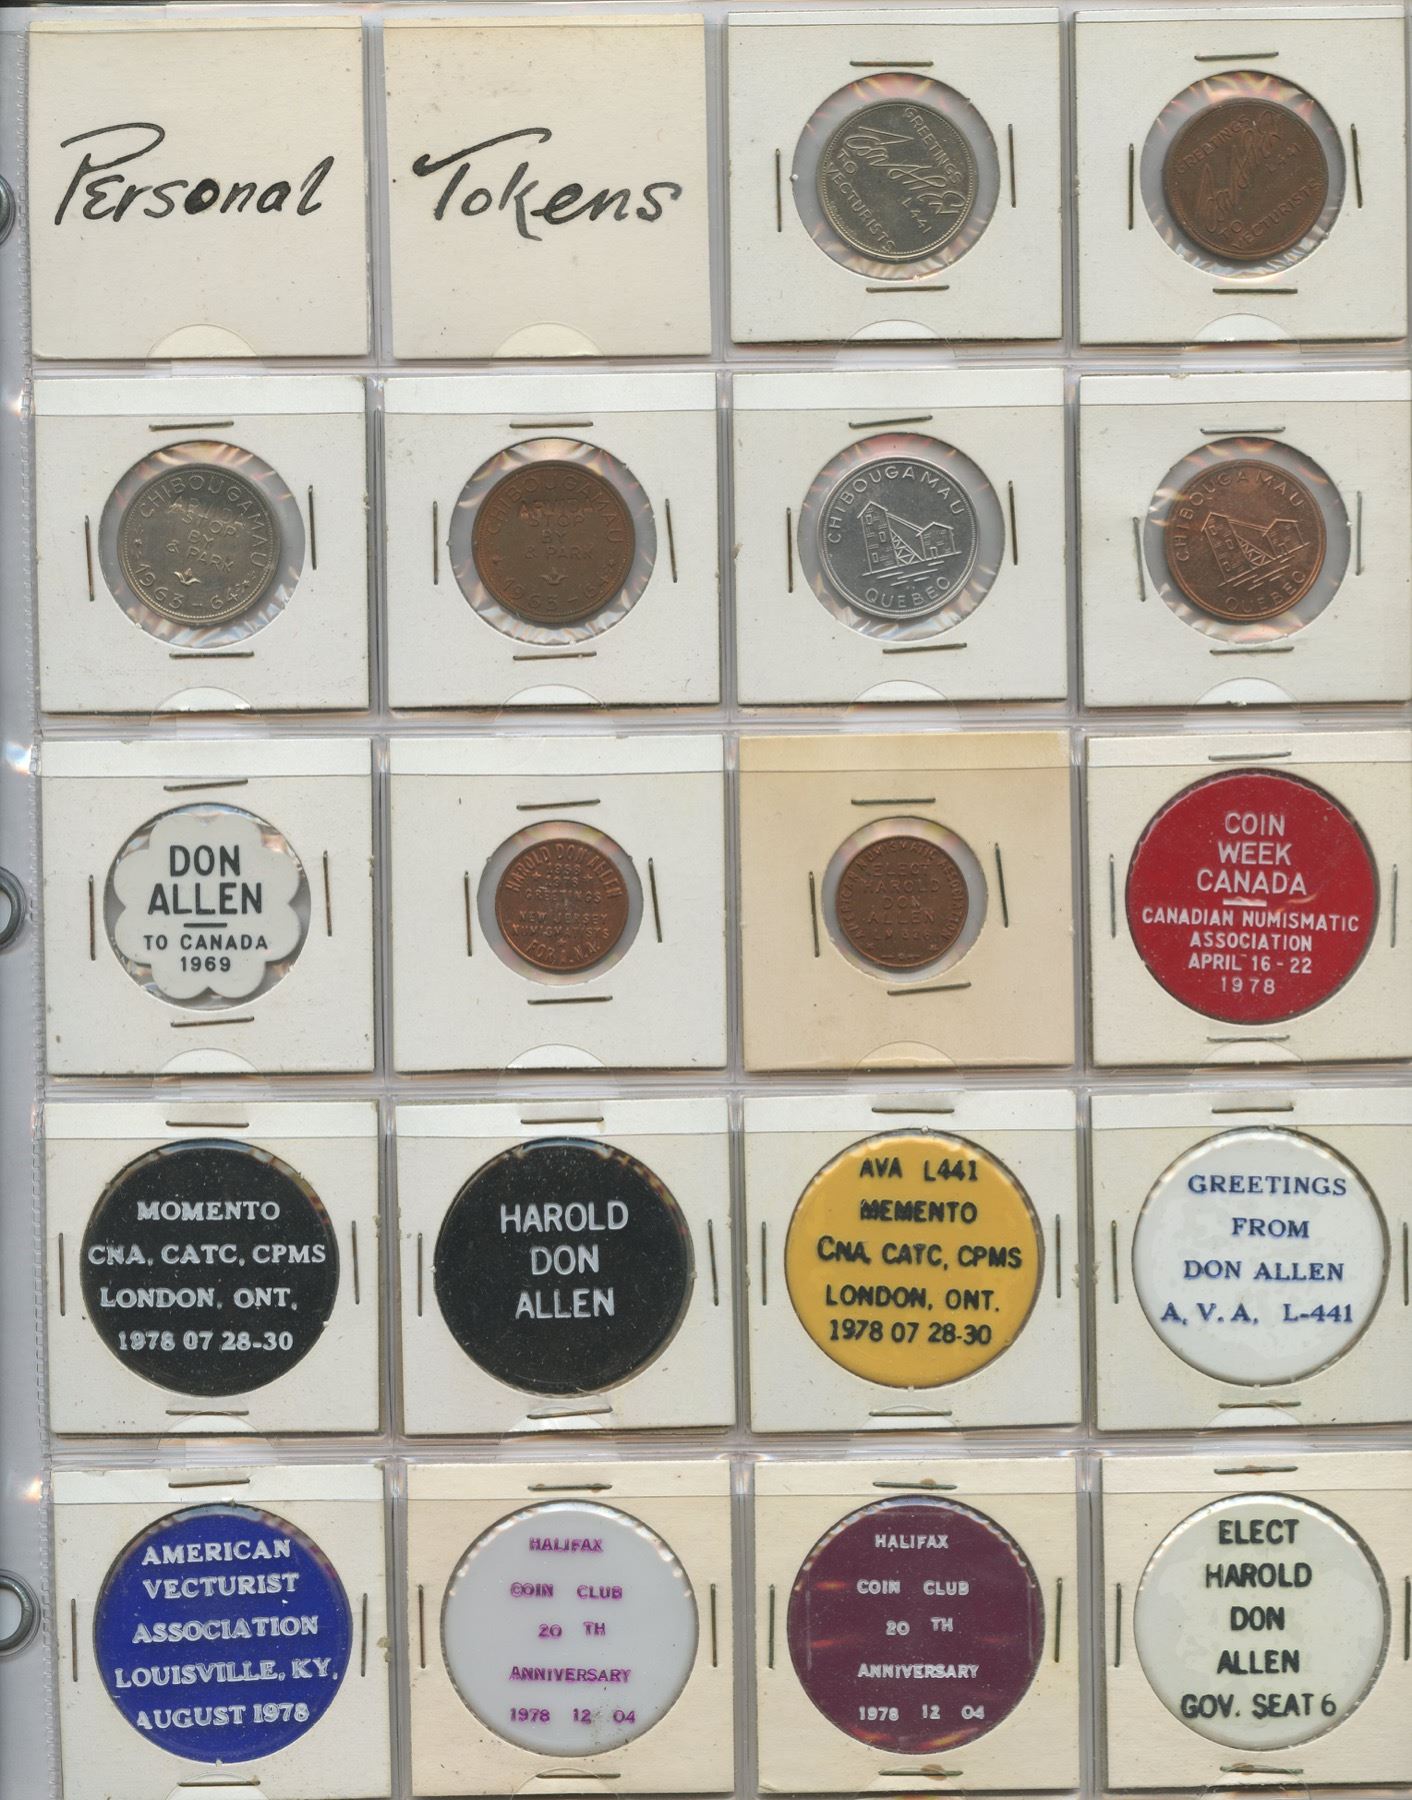 Personal
Tokens
GREETINGS
TO
VECTURISTS
L441
GREETINGS
L441
TO
VECTURISTS
CHIBOUGAMAU
STOP
BY
& PARK
1963-64
CHIBOUGAMAU
STOP
BY
& PARK
1963-64
CHIBOUGAMAU
QUEBEC
CHIBOUGAMAU
QUEBEC
DON
ALLEN
TO CANADA
1969
HAROLD DON ALLEN
GREETINGS
NEW JERSEY
NUMISMATISTS
FOR A.N.A.
AMERICAN NUMISMATIC ASSOCIATION
ELECT
HAROLD
DON
ALLEN
COIN
WEEK
CANADA
CANADIAN NUMISMATIC
ASSOCIATION
APRIL 16-22
1978
MOMENTO
CNA, CATC, CPMS
LONDON, ONT.
1978 07 28-30
HAROLD
DON
ALLEN
AVA L441
MEMENTO
CNA, CATC, CPMS
LONDON, ONT.
1978 07 28-30
GREETINGS
FROM
DON ALLEN
A. V. A. L-441
AMERICAN
VECTURIST
ASSOCIATION
LOUISVILLE, KY.
AUGUST 1978
HALIFAX
COIN CLUB
20 TH
ANNIVERSARY
1978 12 04
HALIFAX
COIN CLUB
20 TH
ANNIVERSARY
1978 12 04
ELECT
HAROLD
DON
ALLEN
GOV. SEAT 6